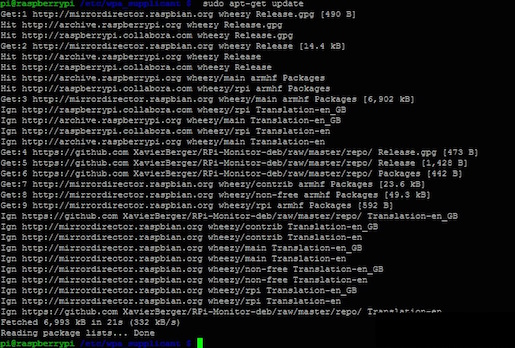 pi@raspberrypi /etc/wpa_supplicant $ sudo apt-get update
Get:1 http://mirrordirector.raspbian.org wheezy Release.gpg [490 B]
Hit http://archive.raspberrypi.org wheezy Release.gpg
Hit http://raspberrypi.collabora.com wheezy Release.gpg
Get:2 http://mirrordirector.raspbian.org wheezy Release [14.4 kB]
Hit http://archive.raspberrypi.org wheezy Release
Hit http://raspberrypi.collabora.com wheezy Release
Hit http://archive.raspberrypi.org wheezy/main armhf Packages
Hit http://raspberrypi.collabora.com wheezy/rpi armhf Packages
Get:3 http://mirrordirector.raspbian.org wheezy/main armhf Packages [6,902 kB]
Ign http://raspberrypi.collabora.com wheezy/rpi Translation-en_GB
Ign http://archive.raspberrypi.org wheezy/main Translation-en_GB
Ign http://raspberrypi.collabora.com wheezy/rpi Translation-en
Ign http://archive.raspberrypi.org wheezy/main Translation-en
Get:4 https://github.com XavierBerger/RPi-Monitor-deb/raw/master/repo/ Release.gpg [473 B]
Get:5 https://github.com XavierBerger/RPi-Monitor-deb/raw/master/repo/ Release [1,428 B]
Get:6 https://github.com XavierBerger/RPi-Monitor-deb/raw/master/repo/ Packages [442 B]
Get:7 http://mirrordirector.raspbian.org wheezy/contrib armhf Packages [23.6 kB]
Get:8 http://mirrordirector.raspbian.org wheezy/non-free armhf Packages [49.3 kB]
Get:9 http://mirrordirector.raspbian.org wheezy/rpi armhf Packages [592 B]
Ign https://github.com XavierBerger/RPi-Monitor-deb/raw/master/repo/ Translation-en_GB
Ign http://mirrordirector.raspbian.org wheezy/contrib Translation-en_GB
Ign http://mirrordirector.raspbian.org wheezy/contrib Translation-en
Ign http://mirrordirector.raspbian.org wheezy/main Translation-en_GB
Ign http://mirrordirector.raspbian.org wheezy/main Translation-en
Ign http://mirrordirector.raspbian.org wheezy/non-free Translation-en_GB
Ign http://mirrordirector.raspbian.org wheezy/non-free Translation-en
Ign http://mirrordirector.raspbian.org wheezy/rpi Translation-en_GB
Ign http://mirrordirector.raspbian.org wheezy/rpi Translation-en
Ign https://github.com XavierBerger/RPi-Monitor-deb/raw/master/repo/ Translation-en
Fetched 6,993 kB in 21s (332 kB/s)
Reading package lists... Done
pi@raspberrypi /etc/wpa_supplicant $